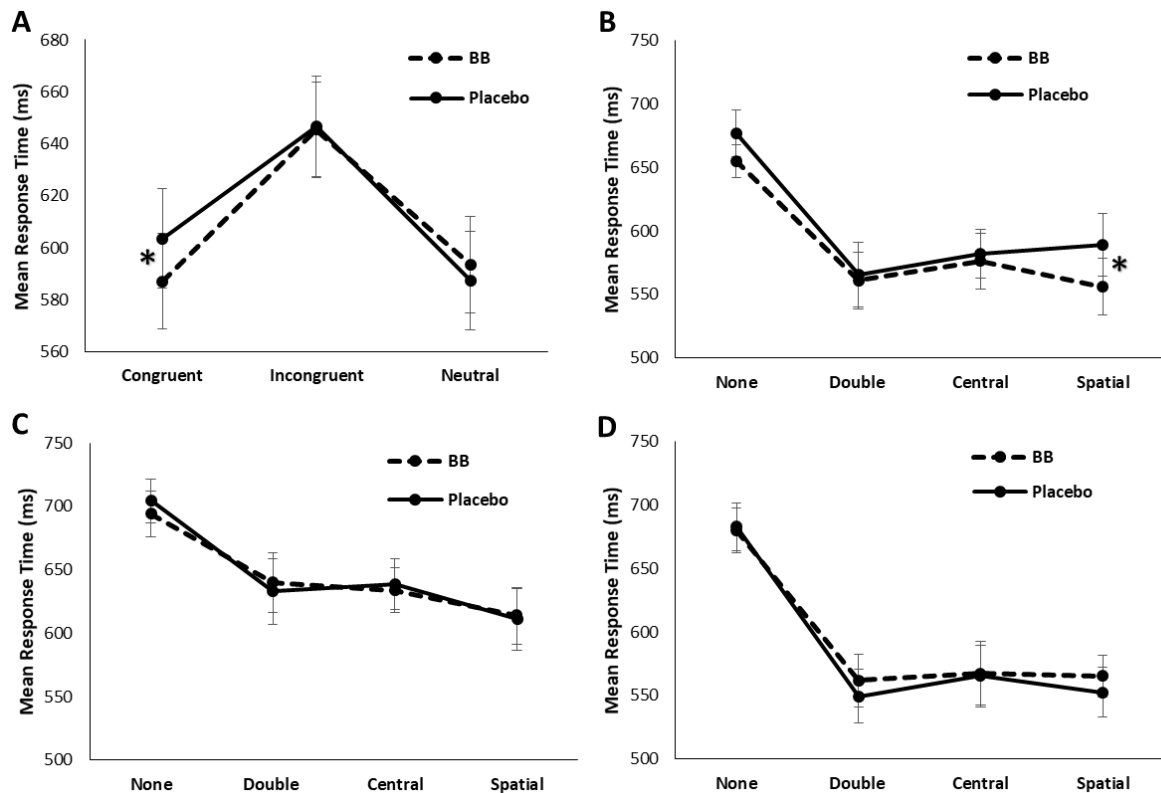 A
Mean Response Time (ms)
680
660
640
620
600
580
560
BB
Placebo
*
Congruent Incongruent Neutral
B
Mean Response Time (ms)
750
700
650
600
550
500
BB
Placebo
*
None Double Central Spatial
C
Mean Response Time (ms)
750
700
650
600
550
500
BB
Placebo
None Double Central Spatial
D
Mean Response Time (ms)
750
700
650
600
550
500
BB
Placebo
None Double Central Spatial